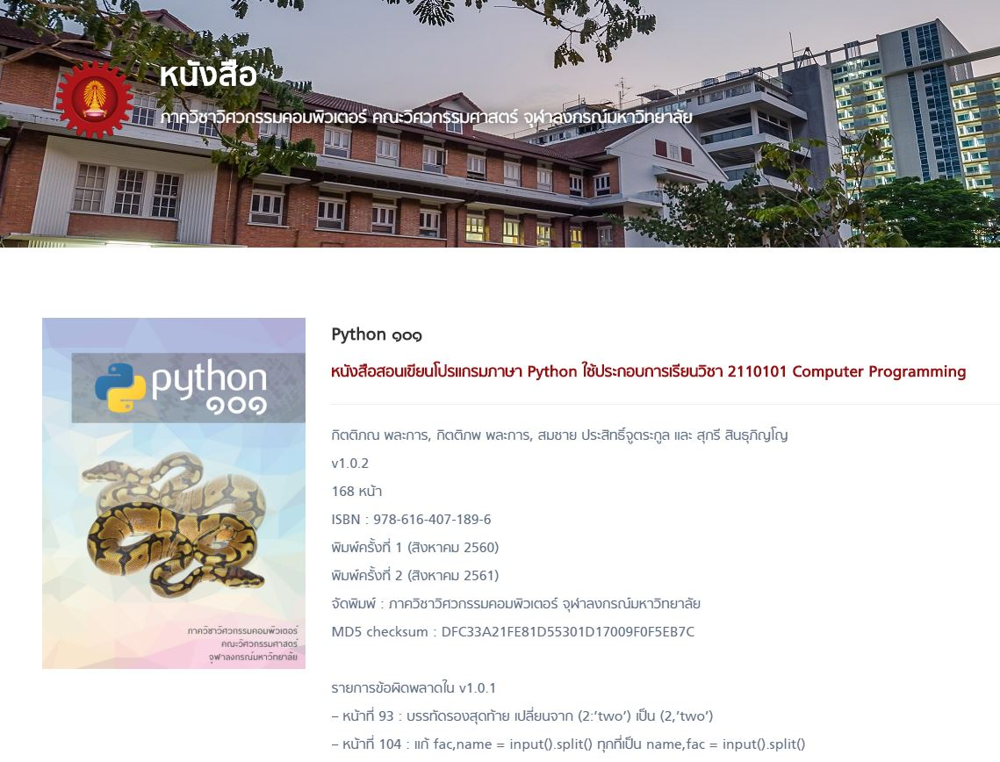 หนังสือ
ภาควิชาวิศวกรรมคอมพิวเตอร์ คณะวิศวกรรมศาสตร์ จุฬาลงกรณ์มหาวิทยาลัย
python
๑๐๑
ภาควิชาวิศวกรรมคอมพิวเตอร์
คณะวิศวกรรมศาสตร์
จุฬาลงกรณ์มหาวิทยาลัย
Python ๑๐๑
หนังสือสอนเขียนโปรแกรมภาษา Python ใช้ประกอบการเรียนวิชา 2110101 Computer Programming
กิตติภณ พละการ, กิตติภพ พละการ, สมชาย ประสิทธิ์จูตระกูล และ สุกรี สินธุภิญโญ
v1.0.2
168 หน้า
ISBN : 978-616-407-189-6
พิมพ์ครั้งที่ 1 (สิงหาคม 2560)
พิมพ์ครั้งที่ 2 (สิงหาคม 2561)
จัดพิมพ์ : ภาควิชาวิศวกรรมคอมพิวเตอร์ จุฬาลงกรณ์มหาวิทยาลัย
MD5 checksum : DFC33A21FE81D55301D17009F0F5EB7C
รายการข้อผิดพลาดใน v1.0.1
– หน้าที่ 93 : บรรทัดรองสุดท้าย เปลี่ยนจาก (2:‘two’) เป็น (2,‘two’)
– หน้าที่ 104 : แก้ fac,name = input().split() ทุกที่เป็น name,fac = input().split()